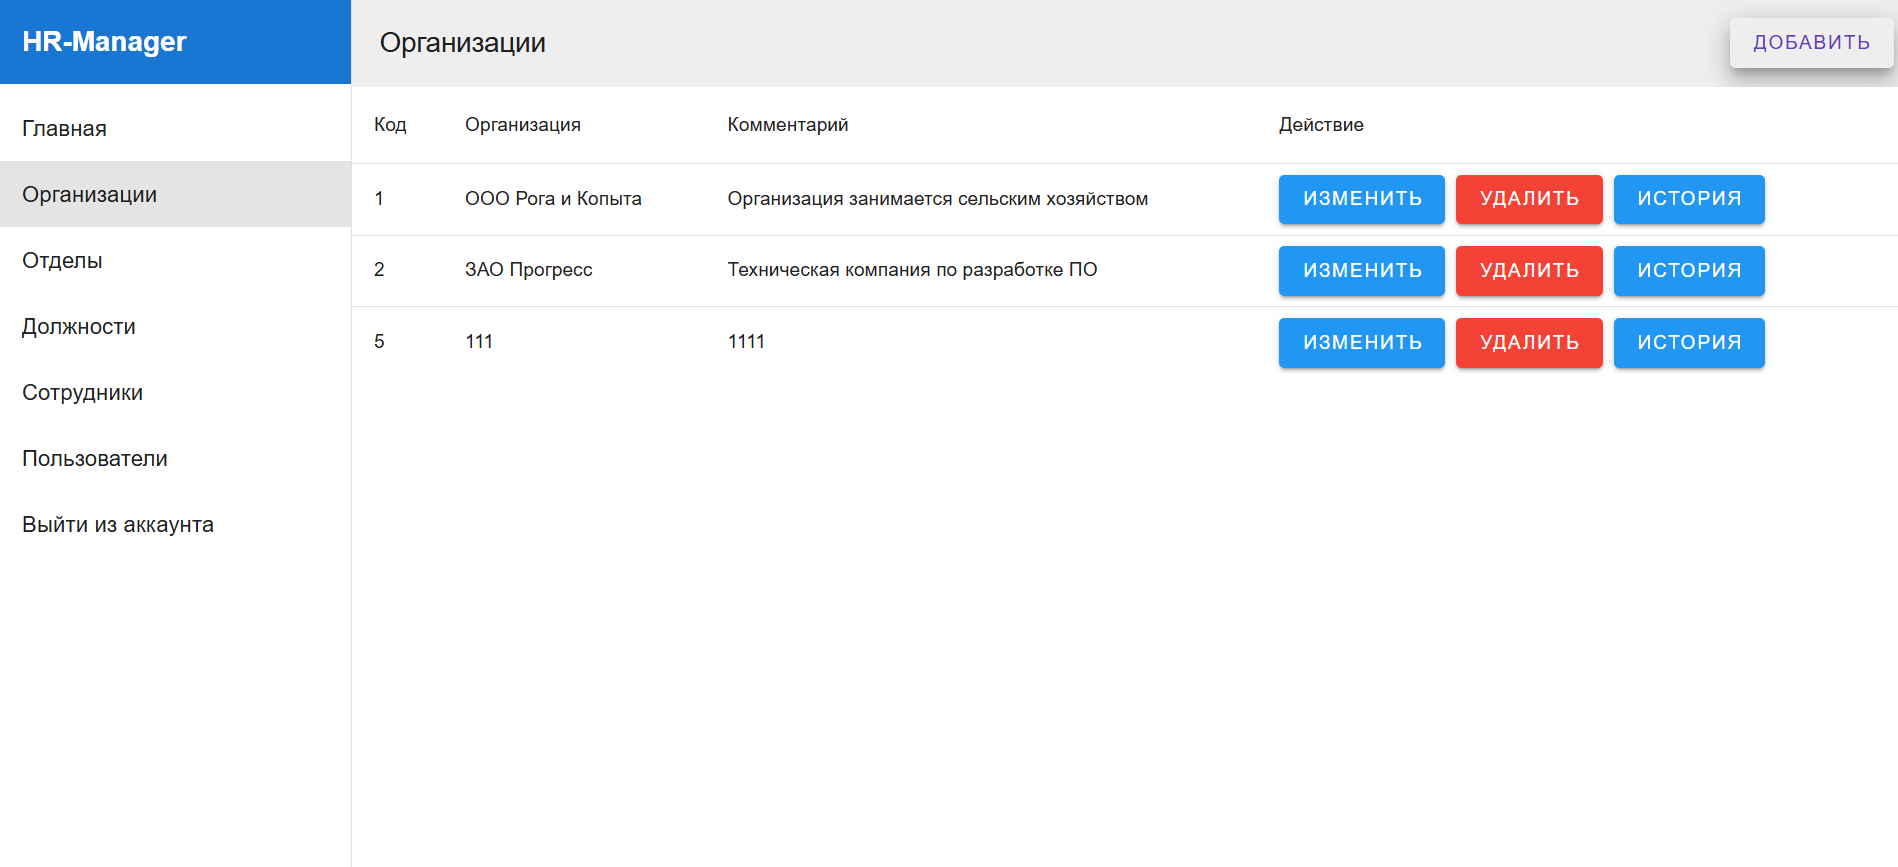 HR-Manager
Организации
ДОБАВИТЬ
Главная
Организации
Отделы
Должности
Сотрудники
Пользователи
Выйти из аккаунта
Код Организация Комментарий Действие
1 ООО Рога и Копыта Организация занимается сельским хозяйством ИЗМЕНИТЬ УДАЛИТЬ ИСТОРИЯ
2 ЗАО Прогресс Техническая компания по разработке ПО ИЗМЕНИТЬ УДАЛИТЬ ИСТОРИЯ
5 111 1111 ИЗМЕНИТЬ УДАЛИТЬ ИСТОРИЯ